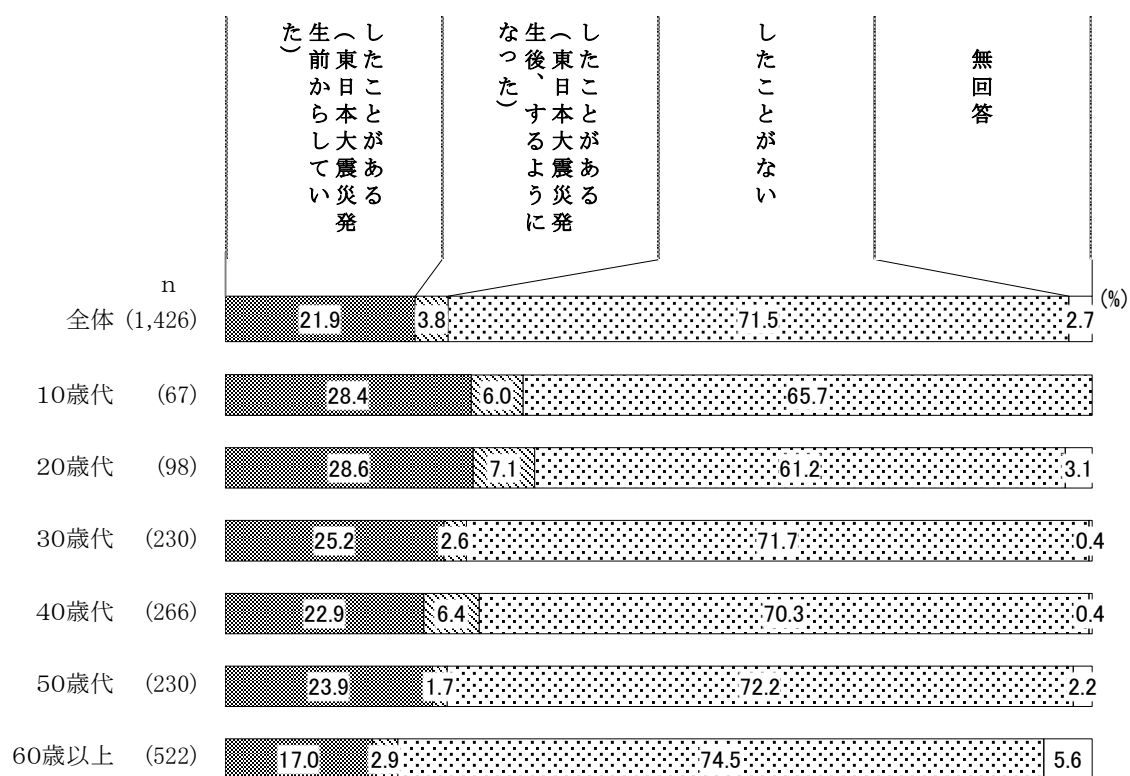 したことがある
（東日本大震災発
生前からしてい
た）
したことがある
（東日本大震災発
生後、するように
なった）
したことがない
無回答
n
(%)
全体 (1,426) 21.9 3.8 71.5 2.7
10歳代 (67) 28.4 6.0 65.7
20歳代 (98) 28.6 7.1 61.2 3.1
30歳代 (230) 25.2 2.6 71.7 0.4
40歳代 (266) 22.9 6.4 70.3 0.4
50歳代 (230) 23.9 1.7 72.2 2.2
60歳以上 (522) 17.0 2.9 74.5 5.6